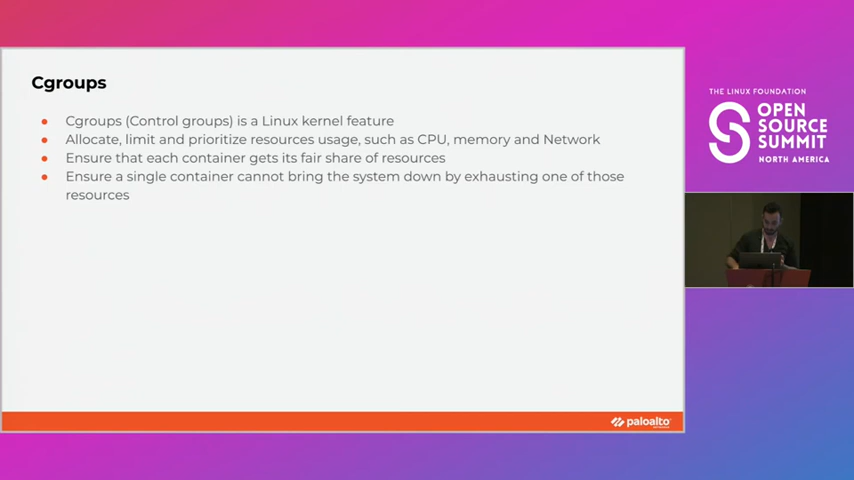 Cgroups
Cgroups (Control groups) is a Linux kernel feature
Allocate, limit and prioritize resources usage, such as CPU, memory and Network
Ensure that each container gets its fair share of resources
Ensure a single container cannot bring the system down by exhausting one of those
resources
paloalto
THE LINUX FOUNDATION
OPEN
SOURCE
SUMMIT
NORTH AMERICA